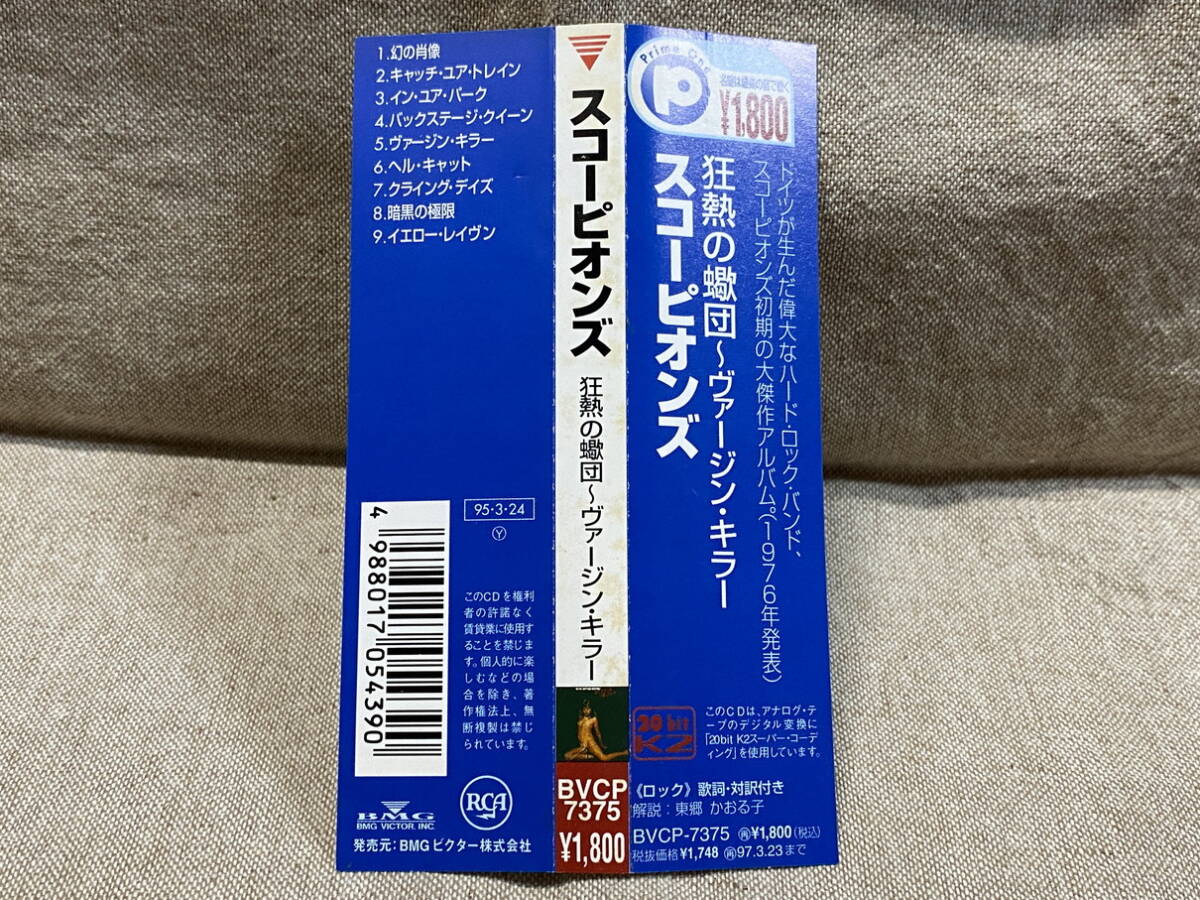 1.幻の肖像
2.キャッチ・ユア・トレイン
3.イン・ユア・パーク
4.バックステージ・クイーン
5.ヴァージン・キラー
6.ヘル・キャット
7.クライング・デイズ
8.暗黒の極限
9.イエロー・レイヴン
95・3・24
Y
4 988017 054390
このCDを権利
者の許諾なく
賃貸業に使用す
ることを禁じま
す。個人的に楽
しむなどの場
合を除き、著
作権法上、無
断複製は禁じ
られています。
BMG
BMG VICTOR, INC.
RCA
発売元:BMGビクター株式会社
スコーピオンズ
狂熱の蠍団〜ヴァージン・キラー
BVCP
7375
¥1,800
Prime One
p
¥1,800
ドイツが生んだ偉大なハード・ロック・バンド、
スコーピオンズ初期の大傑作アルバム。(1976年発表)
狂熱の蠍団〜ヴァージン・キラー
スコーピオンズ
20 bit
K2
このCDは、アナログ・テ
ープのデジタル変換に
「20bit K2スーパー・コーデ
ィング」を使用しています。
《ロック》 歌詞・対訳付き
解説:東郷 かおる子
BVCP-7375 再¥1,800(税込)
税抜価格¥1,748 再97.3.23まで